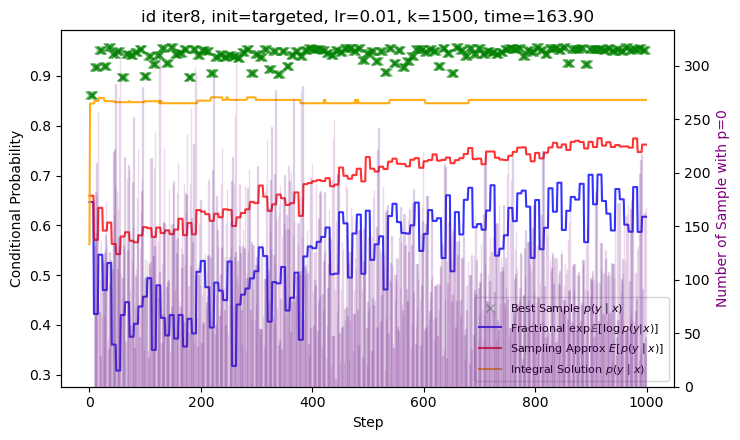 id iter8, init=targeted, lr=0.01, k=1500, time=163.90
Conditional Probability
0.9
0.8
0.7
0.6
0.5
0.4
0.3
300
250
200
150
100
50
0
Number of Sample with p=0
Best Sample p(y | x)
Fractional exp 𝔼[log p(y|x)]
Sampling Approx E[p(y | x)]
Integral Solution p(y | x)
0 200 400 600 800 1000
Step